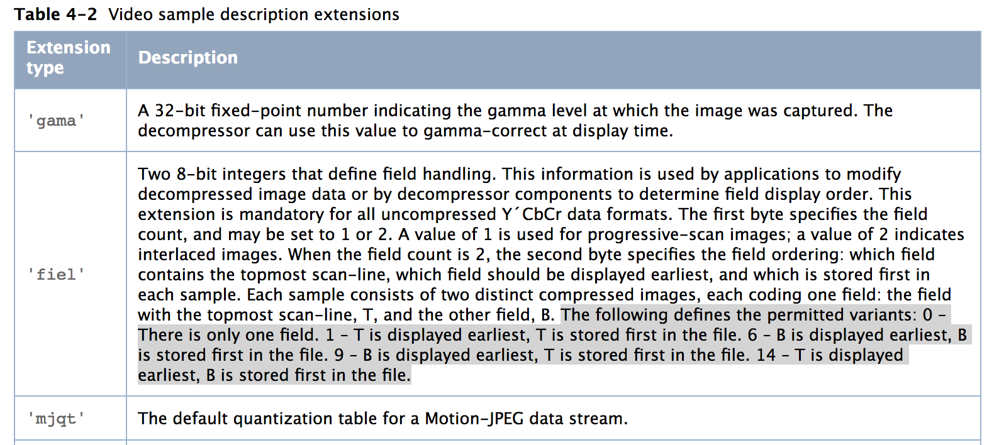 Table 4-2 Video sample description extensions
Extension
type
Description
'gama'
A 32-bit fixed-point number indicating the gamma level at which the image was captured. The
decompressor can use this value to gamma-correct at display time.
'fiel'
Two 8-bit integers that define field handling. This information is used by applications to modify
decompressed image data or by decompressor components to determine field display order. This
extension is mandatory for all uncompressed Y´CbCr data formats. The first byte specifies the field
count, and may be set to 1 or 2. A value of 1 is used for progressive-scan images; a value of 2 indicates
interlaced images. When the field count is 2, the second byte specifies the field ordering: which field
contains the topmost scan-line, which field should be displayed earliest, and which is stored first in
each sample. Each sample consists of two distinct compressed images, each coding one field: the field
with the topmost scan-line, T, and the other field, B. The following defines the permitted variants: 0 –
There is only one field. 1 – T is displayed earliest, T is stored first in the file. 6 – B is displayed earliest, B
is stored first in the file. 9 – B is displayed earliest, T is stored first in the file. 14 – T is displayed
earliest, B is stored first in the file.
'mjqt'
The default quantization table for a Motion-JPEG data stream.